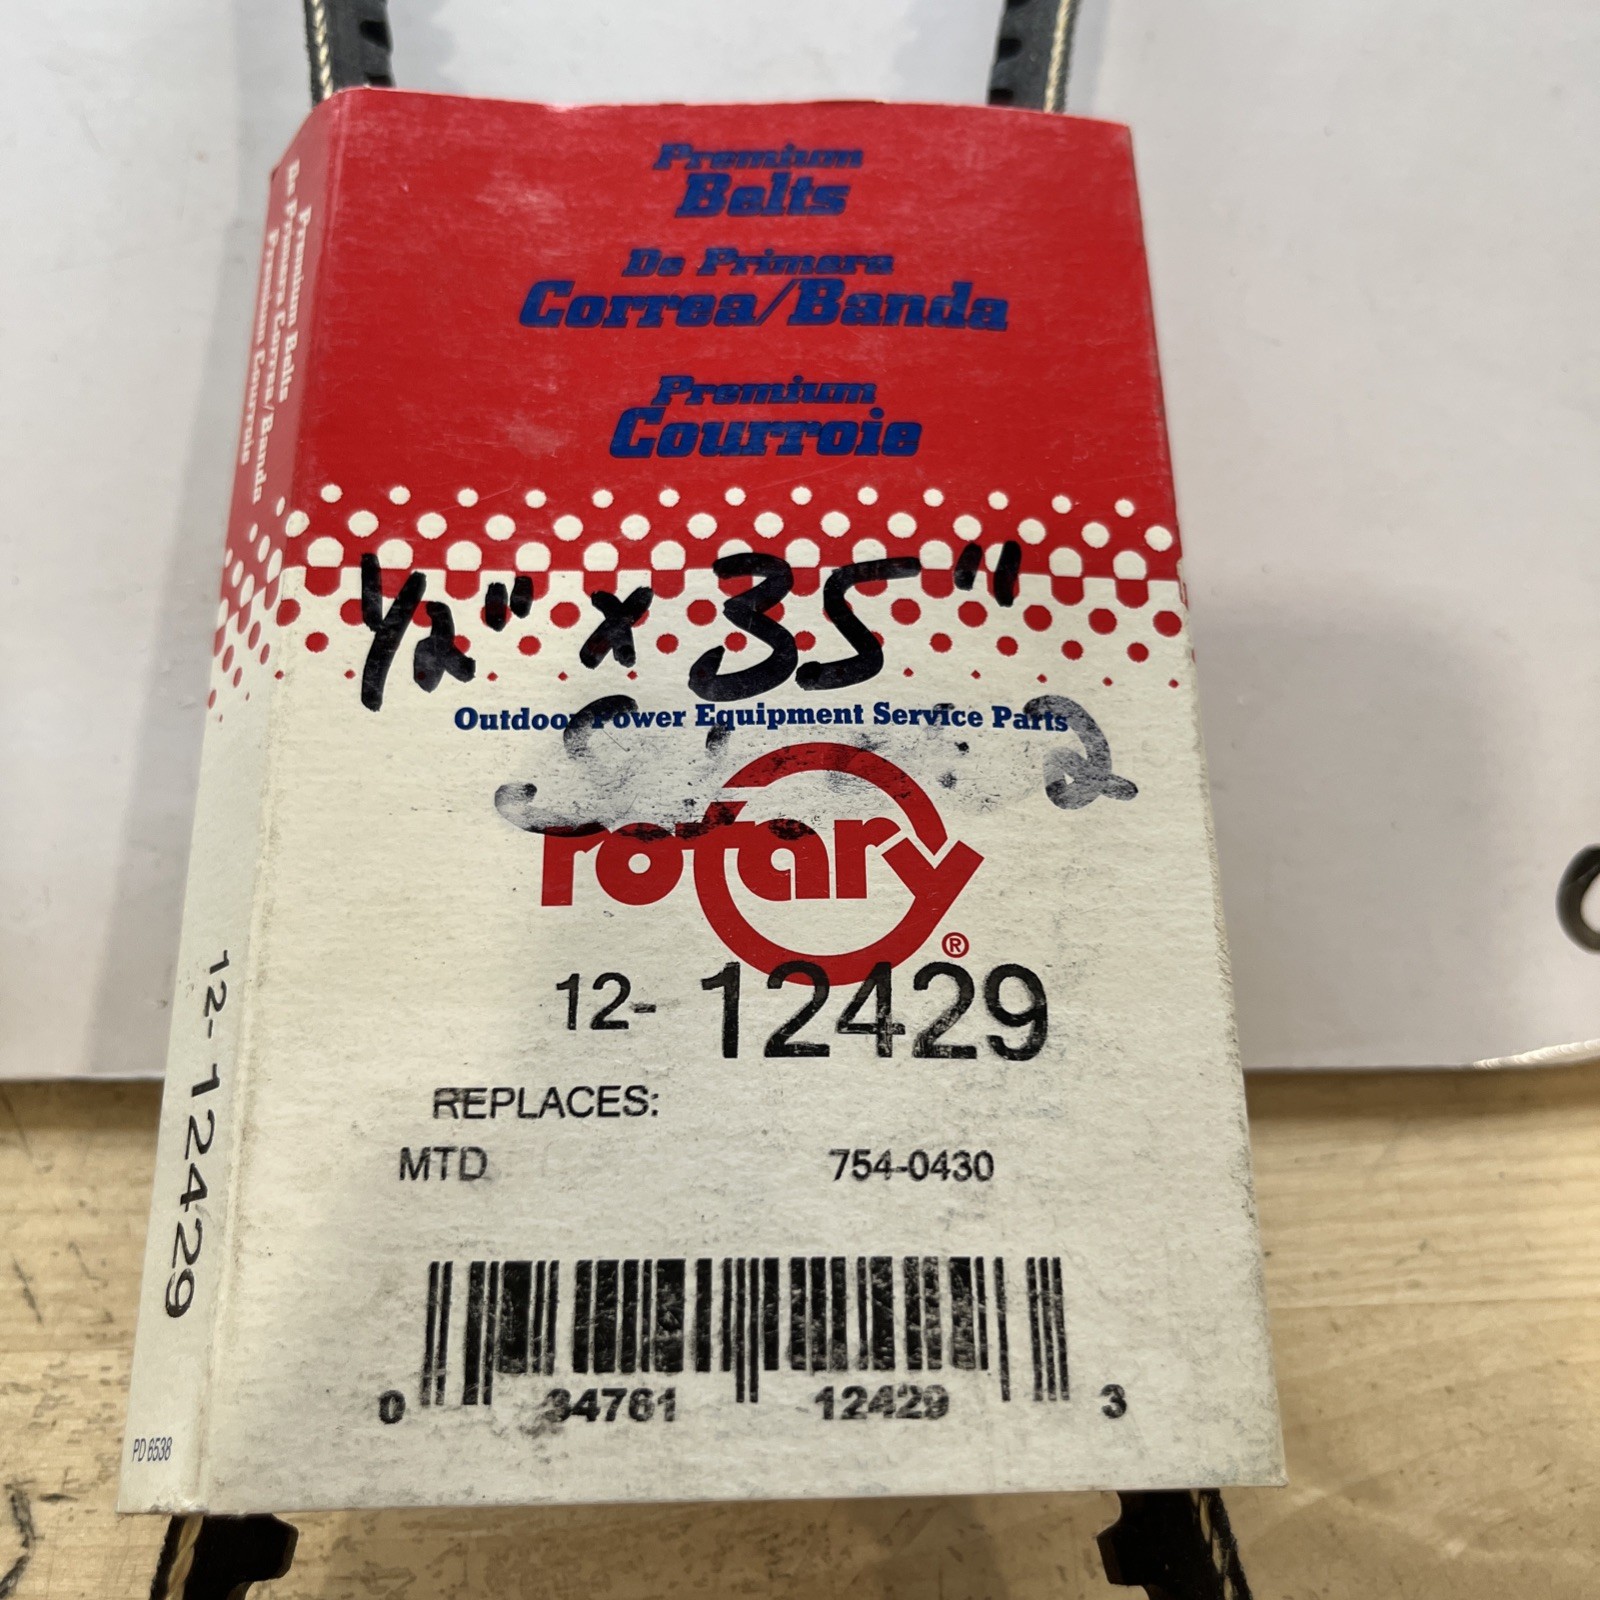 Premium
Belts
De Primera
Correa/Banda
Premium
Courroie
Premium Belts
De Primera Correa/Banda
Premium Courroie
1/2" x 35"
Outdoor Power Equipment Service Parts
rotary®
12- 12429
REPLACES:
MTD 754-0430
0 34761 12429 3
12-12429
PD 6538